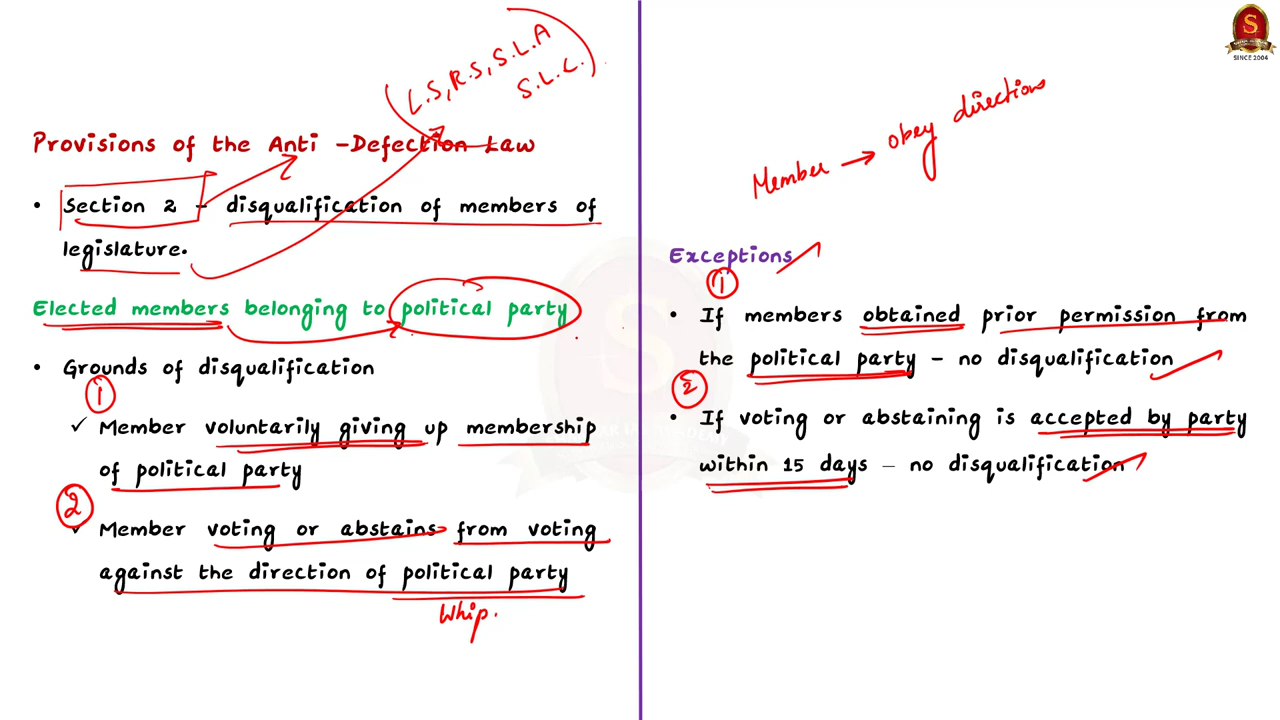 (L.S, R.S, S.L.A
S.L.C.)
Provisions of the Anti -Defection Law
• Section 2 - disqualification of members of
legislature.
Elected members belonging to political party
• Grounds of disqualification
①
✓ Member voluntarily giving up membership
of political party
②
✓ Member voting or abstains from voting
against the direction of political party
Whip.
S
SINCE 2004
Member → obey directions
Exceptions
①
• If members obtained prior permission from
the political party – no disqualification
②
• If voting or abstaining is accepted by party
within 15 days – no disqualification